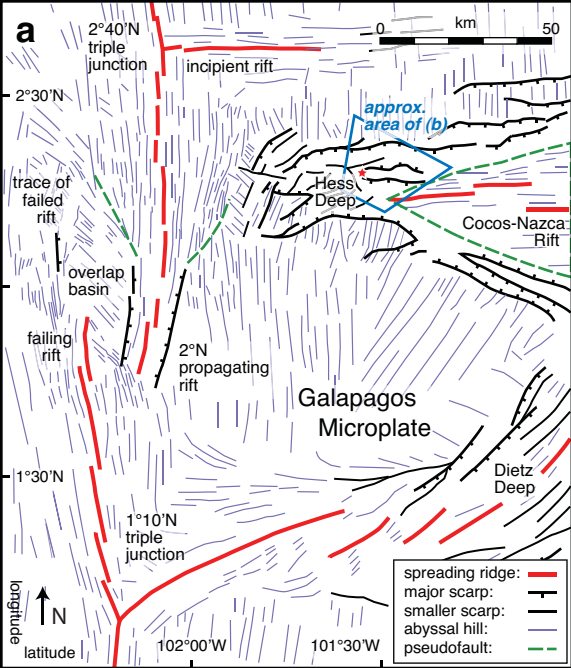 a
km
0
50
2°40'N
triple
junction
incipient rift
2°30'N
approx.
area of (b)
trace of
failed
rift
Hess
Deep
Cocos-Nazca
Rift
overlap
basin
failing
rift
2°N
propagating
rift
Galapagos
Microplate
1°30'N
Dietz
Deep
1°10'N
triple
junction
spreading ridge:
major scarp:
smaller scarp:
abyssal hill:
pseudofault:
longitude
N
latitude
102°00'W
101°30'W